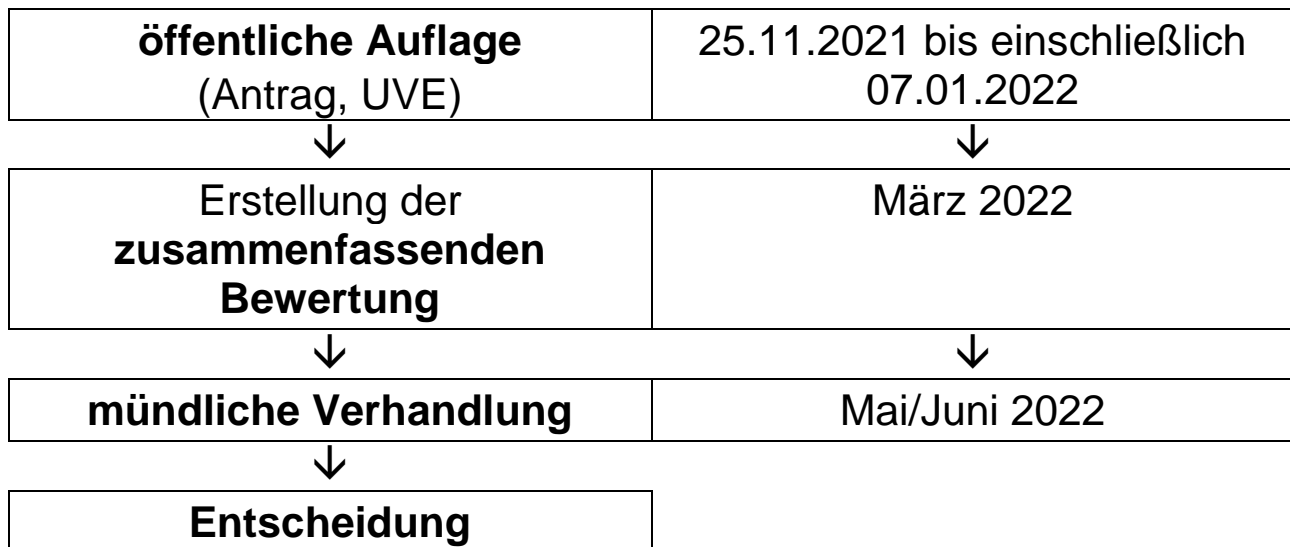 öffentliche Auflage
(Antrag, UVE)
25.11.2021 bis einschließlich
07.01.2022
↓ ↓
Erstellung der
zusammenfassenden
Bewertung
März 2022
↓ ↓
mündliche Verhandlung
Mai/Juni 2022
↓
Entscheidung